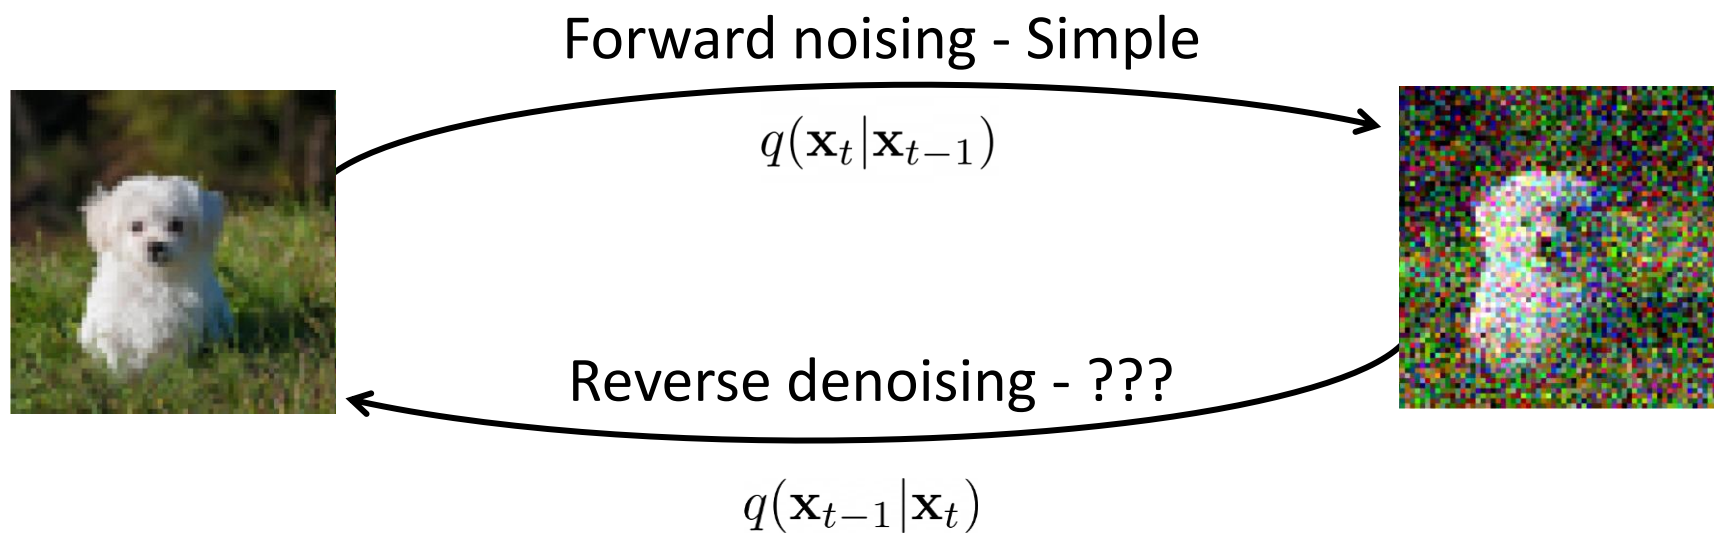 Forward noising - Simple
q(𝐱ₜ|𝐱ₜ₋₁)
Reverse denoising - ???
q(𝐱ₜ₋₁|𝐱ₜ)